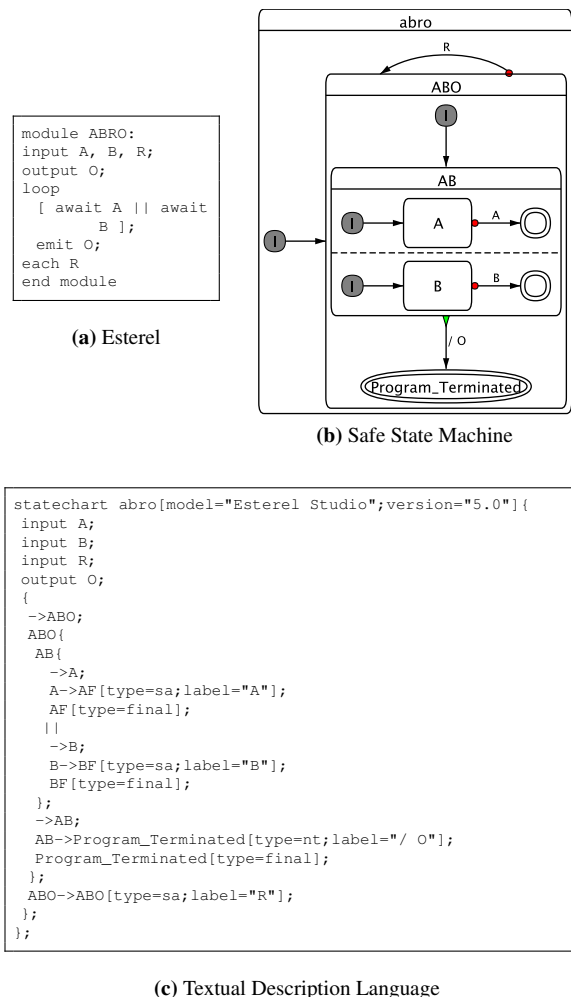 module ABRO:
input A, B, R;
output O;
loop
[ await A || await
B ];
emit O;
each R
end module
(a) Esterel
abro
R
ABO
I
AB
I
A
A
I
I
B
B
/ O
Program_Terminated
(b) Safe State Machine
statechart abro[model="Esterel Studio";version="5.0"]{
input A;
input B;
input R;
output O;
{
->ABO;
ABO{
AB{
->A;
A->AF[type=sa;label="A"];
AF[type=final];
||
->B;
B->BF[type=sa;label="B"];
BF[type=final];
};
->AB;
AB->Program_Terminated[type=nt;label="/ O"];
Program_Terminated[type=final];
};
ABO->ABO[type=sa;label="R"];
};
};
(c) Textual Description Language